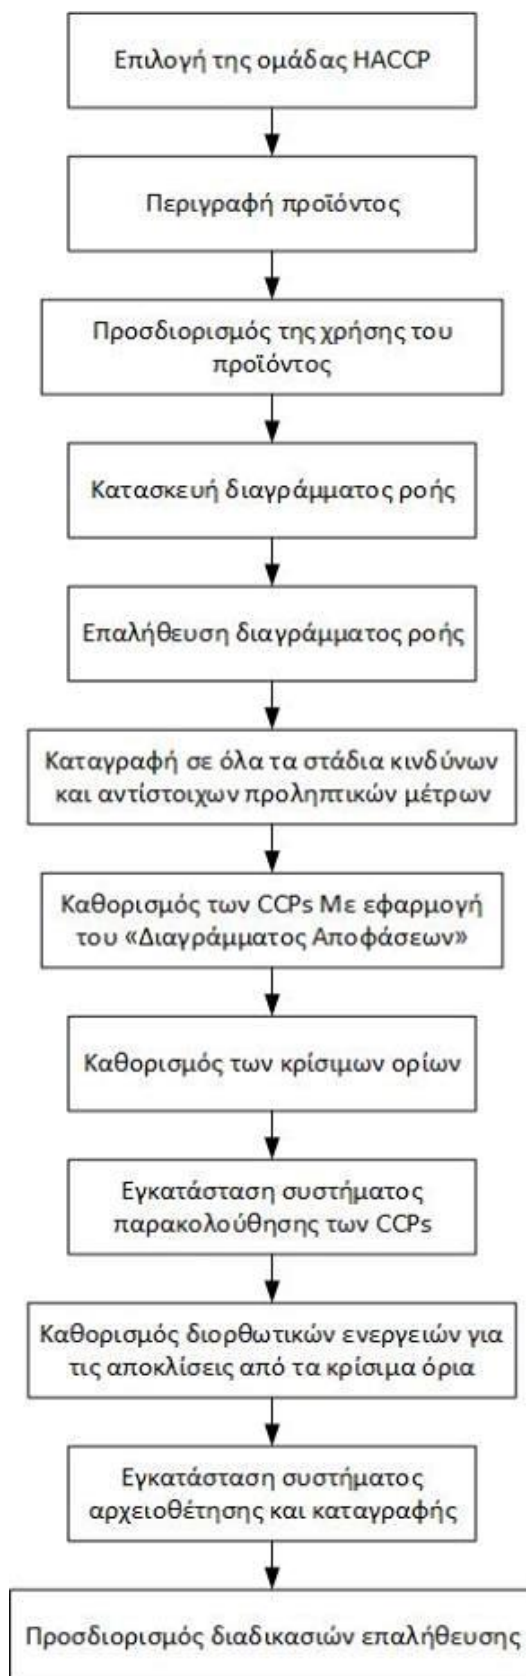 Επιλογή της ομάδας HACCP
Περιγραφή προϊόντος
Προσδιορισμός της χρήσης του
προϊόντος
Κατασκευή διαγράμματος ροής
Επαλήθευση διαγράμματος ροής
Καταγραφή σε όλα τα στάδια κινδύνων
και αντίστοιχων προληπτικών μέτρων
Καθορισμός των CCPs Με εφαρμογή
του «Διαγράμματος Αποφάσεων»
Καθορισμός των κρίσιμων ορίων
Εγκατάσταση συστήματος
παρακολούθησης των CCPs
Καθορισμός διορθωτικών ενεργειών για
τις αποκλίσεις από τα κρίσιμα όρια
Εγκατάσταση συστήματος
αρχειοθέτησης και καταγραφής
Προσδιορισμός διαδικασιών επαλήθευσης